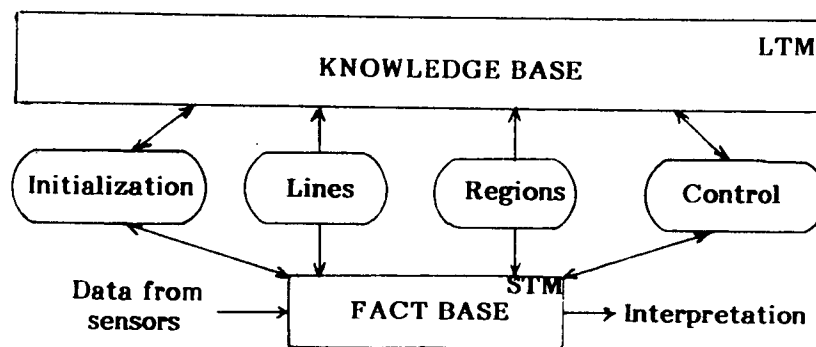 LTM
KNOWLEDGE BASE
Initialization
Lines
Regions
Control
STM
Data from
sensors
FACT BASE
Interpretation